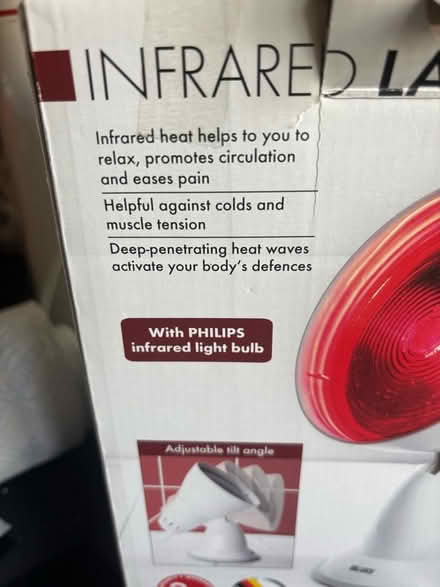 INFRARED LA
Infrared heat helps to you to
relax, promotes circulation
and eases pain
Helpful against colds and
muscle tension
Deep-penetrating heat waves
activate your body's defences
With PHILIPS
infrared light bulb
Adjustable tilt angle